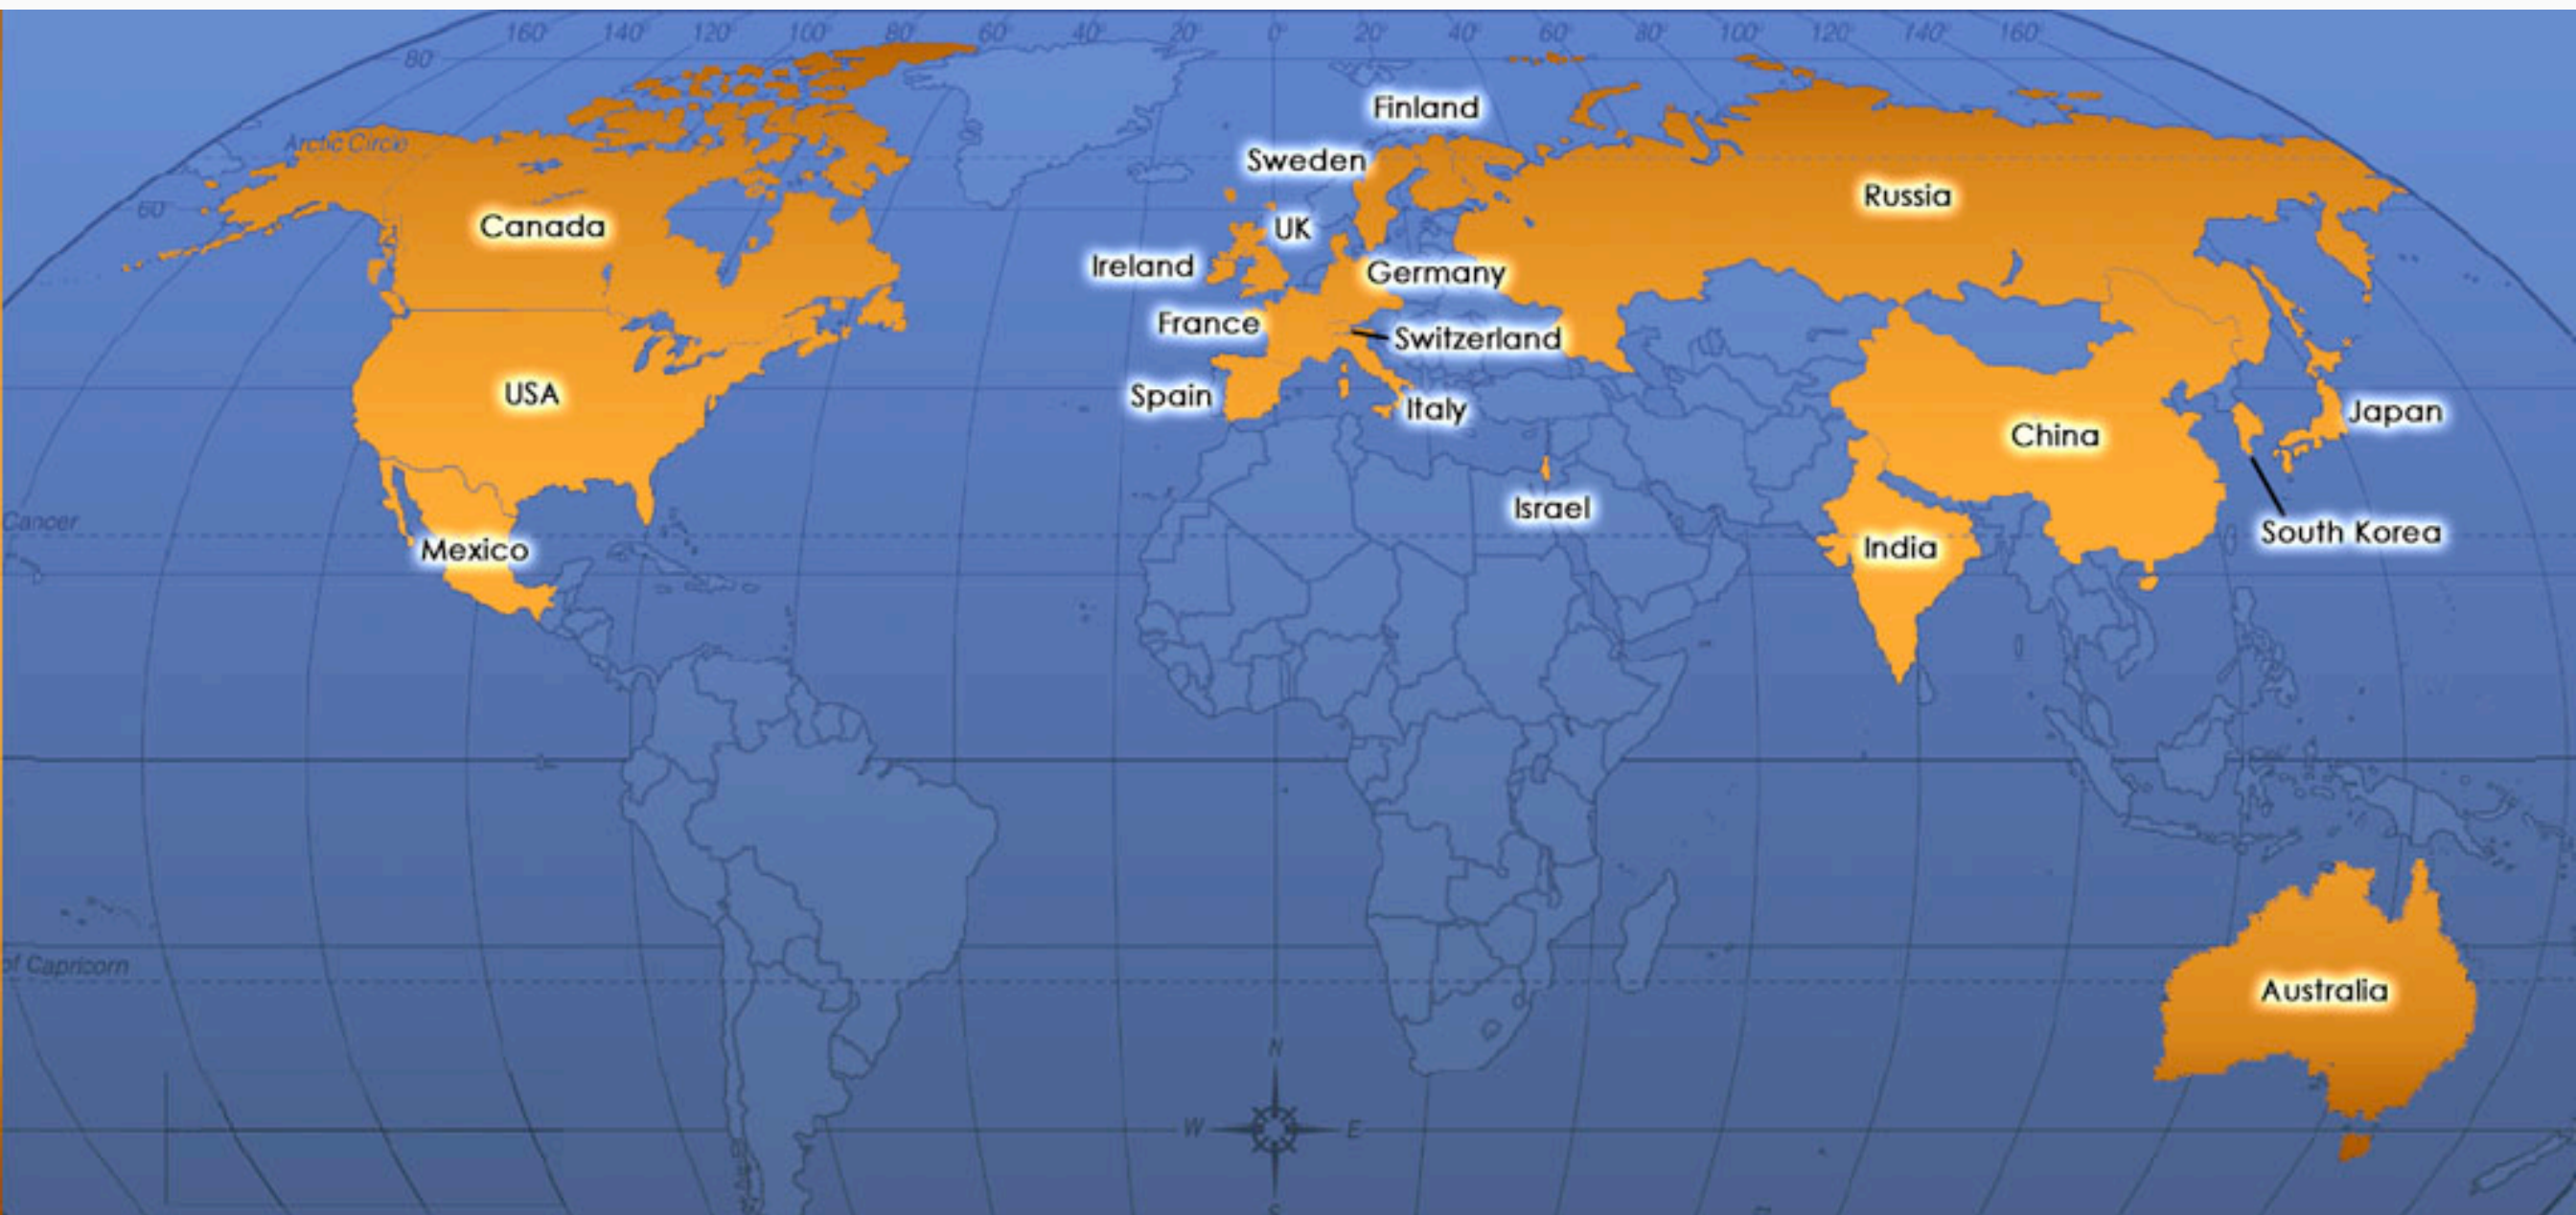 160° 140° 120° 100° 80° 60° 40° 20° 0° 20° 40° 60° 80° 100° 120° 140° 160°
80°
Finland
Arctic Circle
Sweden
Russia
60°
Canada
UK
Ireland
Germany
France
Switzerland
USA
Spain
Italy
Japan
China
Israel
Cancer
South Korea
Mexico
India
of Capricorn
Australia
N
W E
S